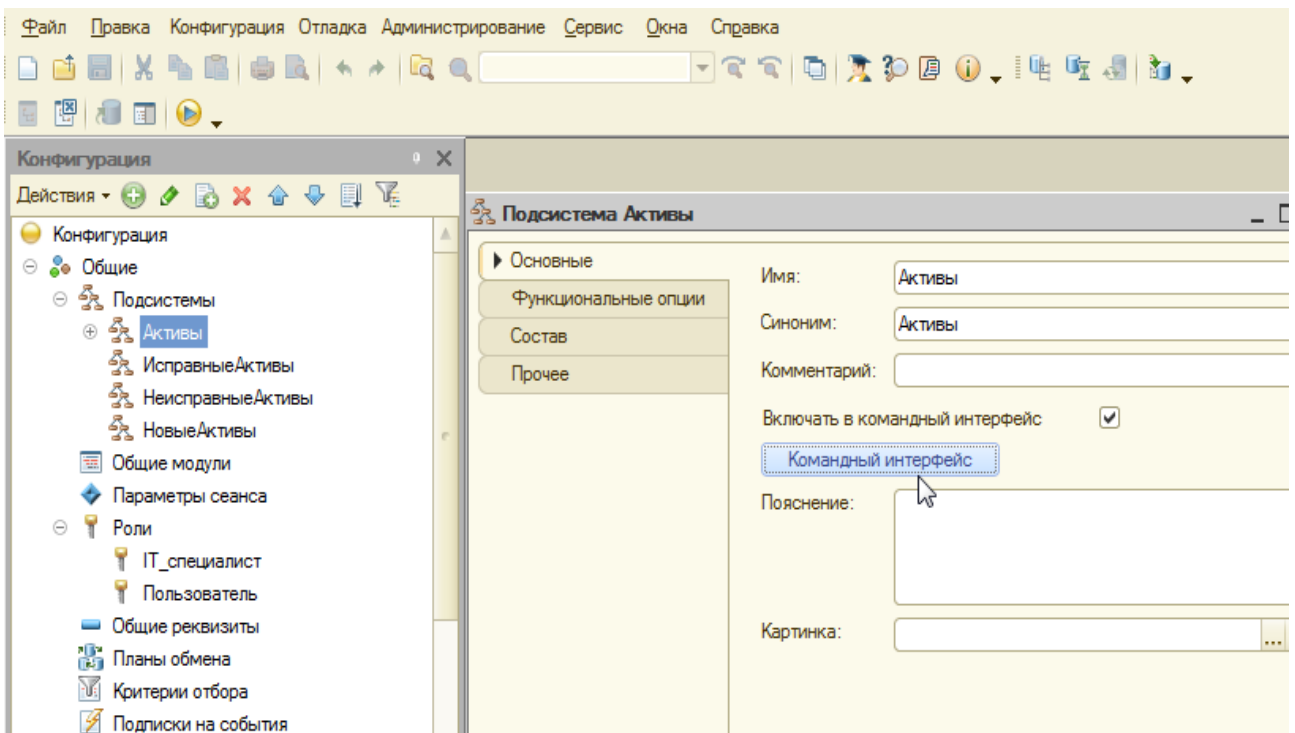 Файл Правка Конфигурация Отладка Администрирование Сервис Окна Справка
Конфигурация
Действия
Конфигурация
Общие
Подсистемы
Активы
ИсправныеАктивы
НеисправныеАктивы
НовыеАктивы
Общие модули
Параметры сеанса
Роли
IT_специалист
Пользователь
Общие реквизиты
Планы обмена
Критерии отбора
Подписки на события
Подсистема Активы
Основные
Функциональные опции
Состав
Прочее
Имя: Активы
Синоним: Активы
Комментарий:
Включать в командный интерфейс
Командный интерфейс
Пояснение:
Картинка: ...